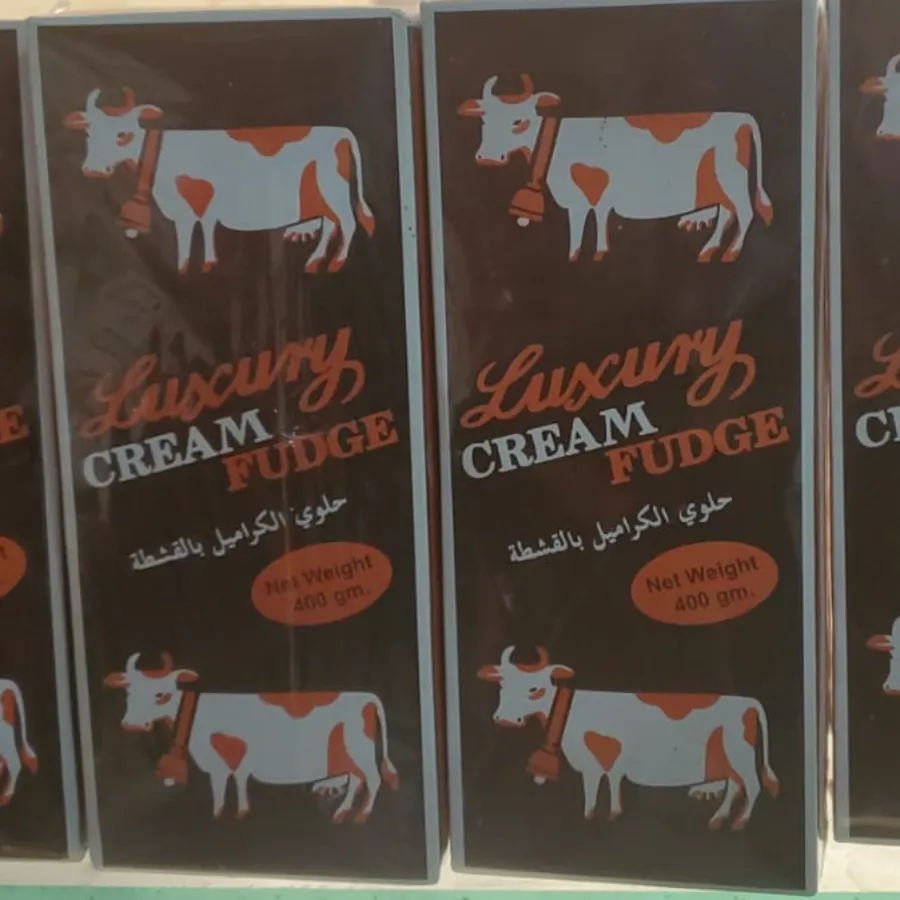 Luxury
CREAM
FUDGE
حلوي الكراميل بالقشطة
Net Weight
400 gm.
Luxury
CREAM
FUDGE
حلوي الكراميل بالقشطة
Net Weight
400 gm.